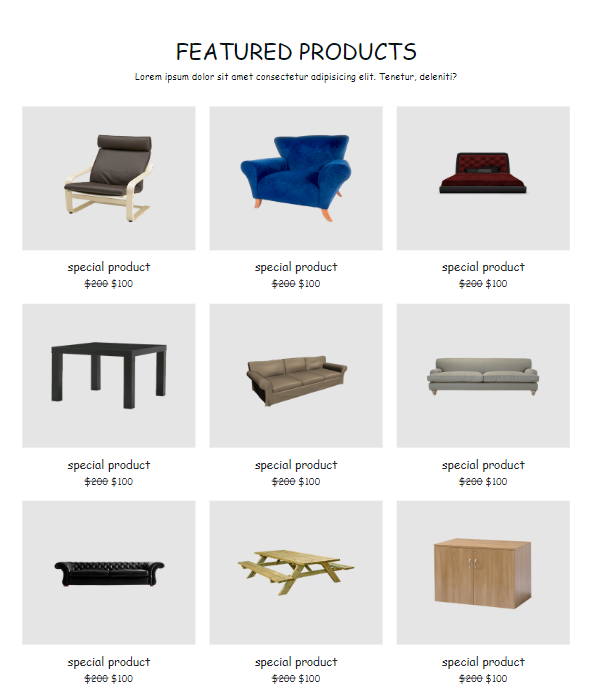 FEATURED PRODUCTS
Lorem ipsum dolor sit amet consectetur adipisicing elit. Tenetur, deleniti?
special product
$200 $100
special product
$200 $100
special product
$200 $100
special product
$200 $100
special product
$200 $100
special product
$200 $100
special product
$200 $100
special product
$200 $100
special product
$200 $100